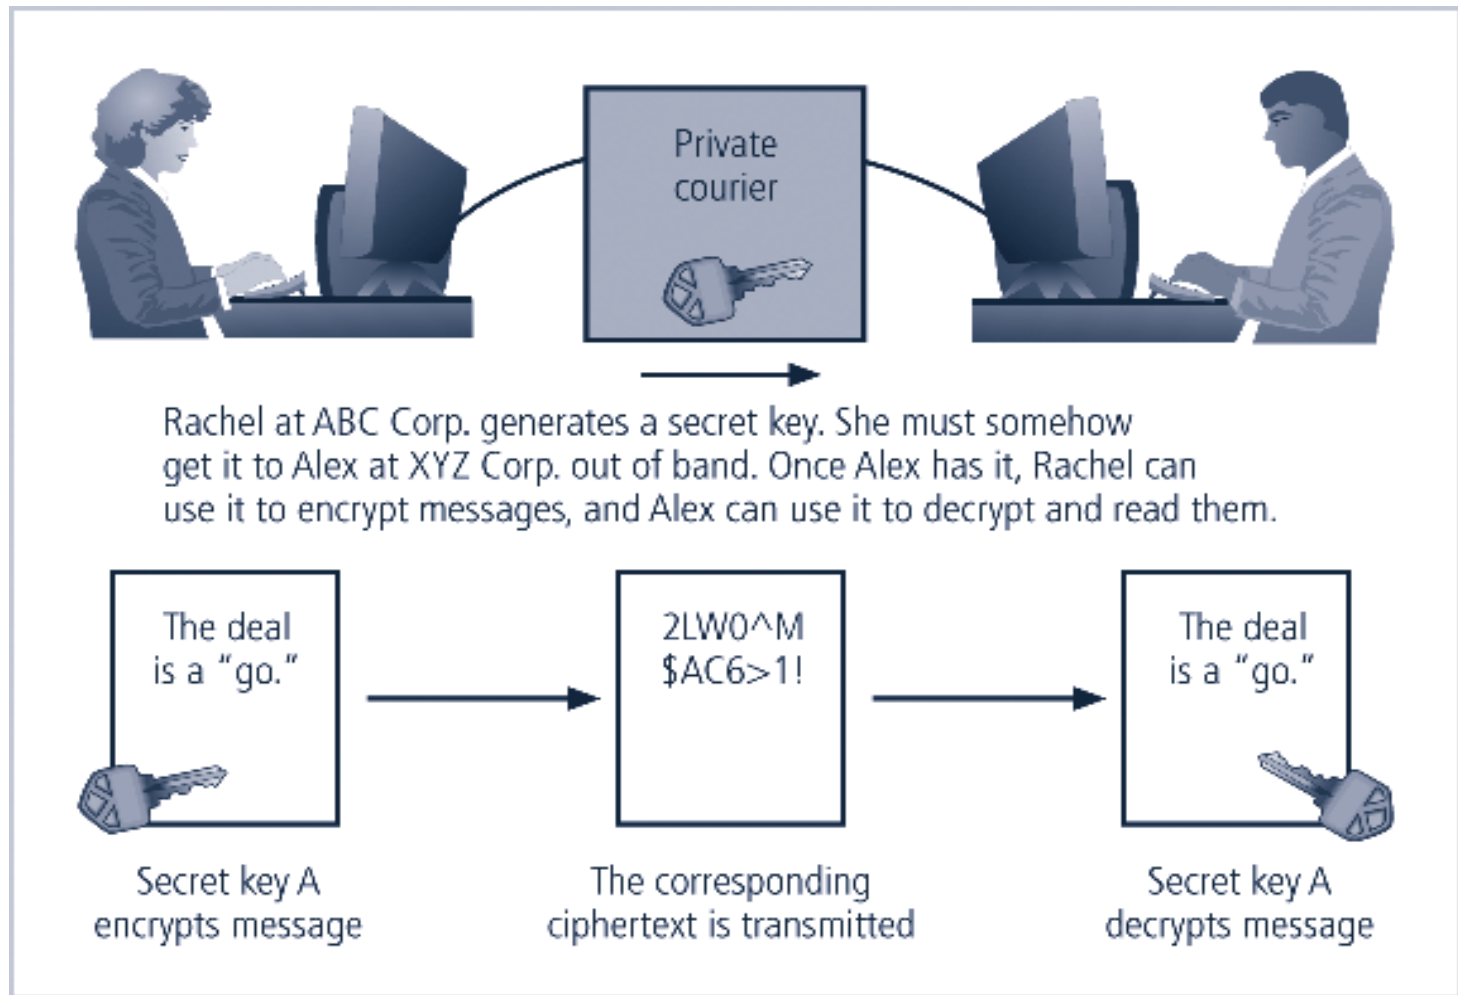 Private
courier
Rachel at ABC Corp. generates a secret key. She must somehow
get it to Alex at XYZ Corp. out of band. Once Alex has it, Rachel can
use it to encrypt messages, and Alex can use it to decrypt and read them.
The deal
is a “go.”
2LW0^M
$AC6>1!
The deal
is a “go.”
Secret key A
encrypts message
The corresponding
ciphertext is transmitted
Secret key A
decrypts message